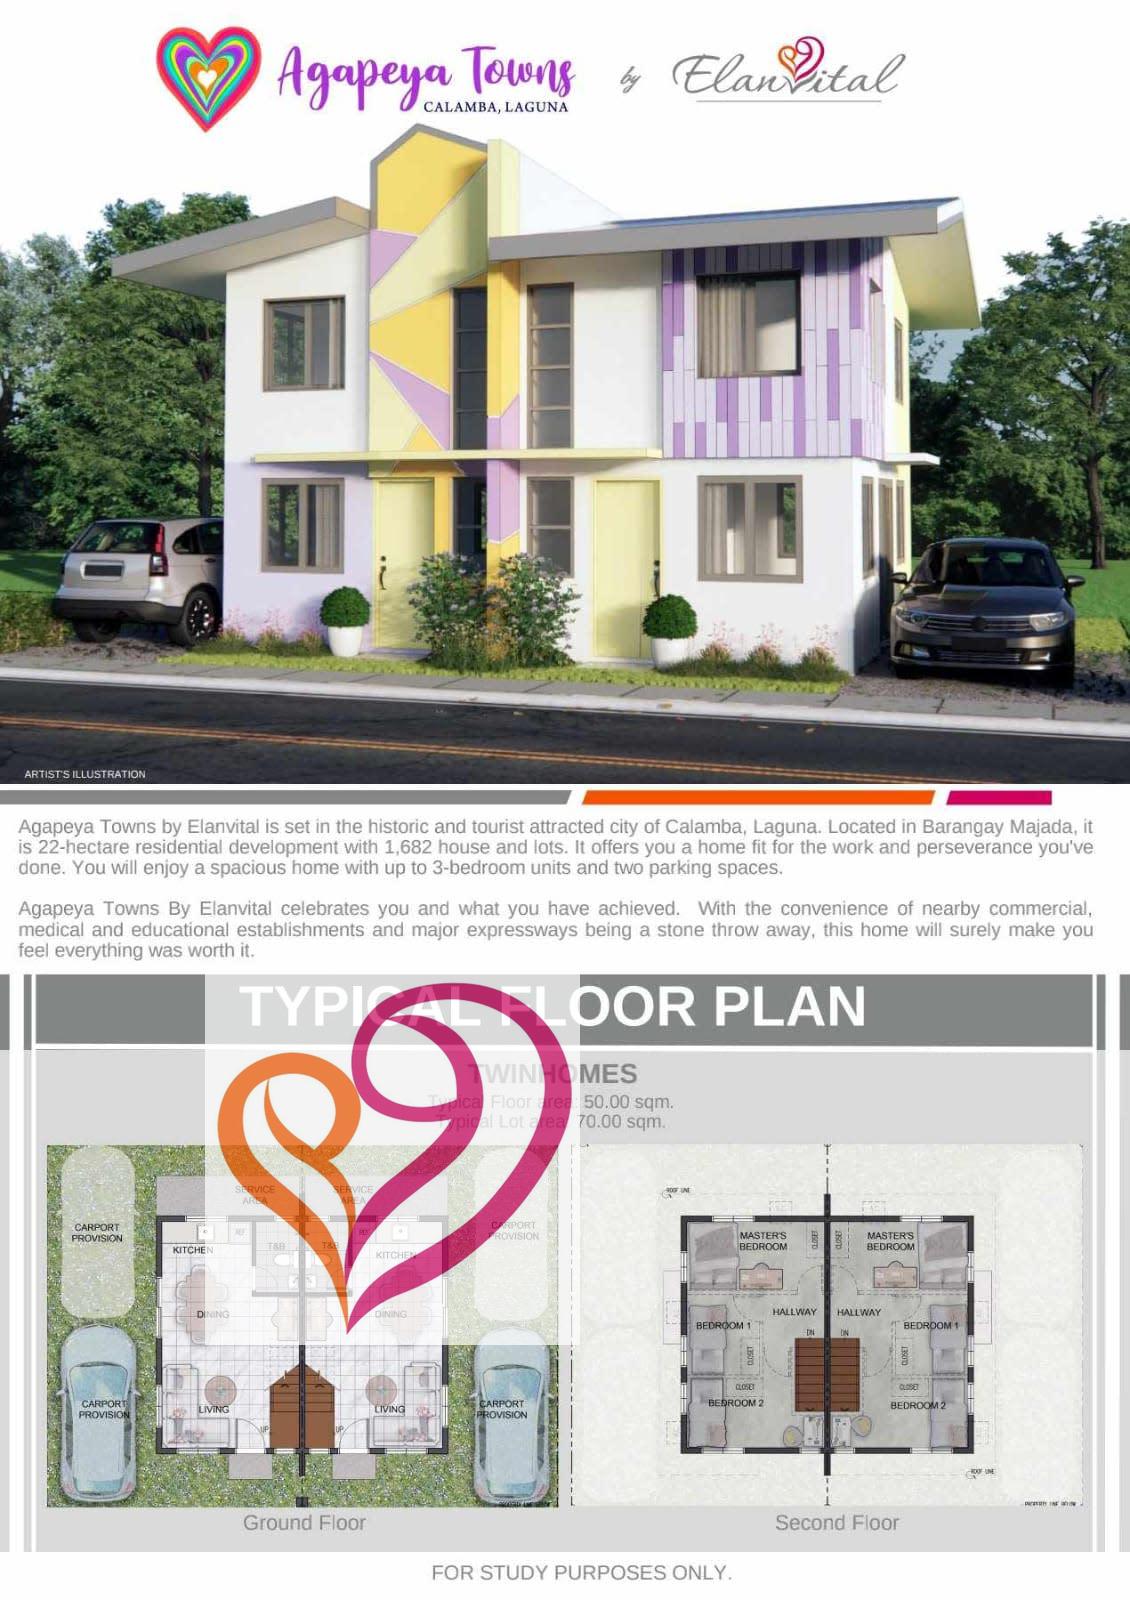 Agapeya Towns by ElanVital
CALAMBA, LAGUNA
ARTIST'S ILLUSTRATION
Agapeya Towns by Elanvital is set in the historic and tourist attracted city of Calamba, Laguna. Located in Barangay Majada, it
is 22-hectare residential development with 1,682 house and lots. It offers you a home fit for the work and perseverance you've
done. You will enjoy a spacious home with up to 3-bedroom units and two parking spaces.
Agapeya Towns By Elanvital celebrates you and what you have achieved. With the convenience of nearby commercial,
medical and educational establishments and major expressways being a stone throw away, this home will surely make you
feel everything was worth it.
TYPICAL FLOOR PLAN
TWINHOMES
Typical Floor area: 50.00 sqm.
Typical Lot area: 70.00 sqm.
SERVICE
AREA
SERVICE
AREA
CARPORT
PROVISION
CARPORT
PROVISION
KITCHEN
REF
T&B
T&B
REF
KITCHEN
DINING
DINING
LIVING
LIVING
CARPORT
PROVISION
CARPORT
PROVISION
UP
UP
Ground Floor
ROOF LINE
MASTER'S
BEDROOM
CLOSET
CLOSET
MASTER'S
BEDROOM
HALLWAY
HALLWAY
BEDROOM 1
BEDROOM 1
DN
DN
CLOSET
CLOSET
CLOSET
CLOSET
BEDROOM 2
BEDROOM 2
ROOF LINE
PROPERTY LINE BELOW
Second Floor
FOR STUDY PURPOSES ONLY.